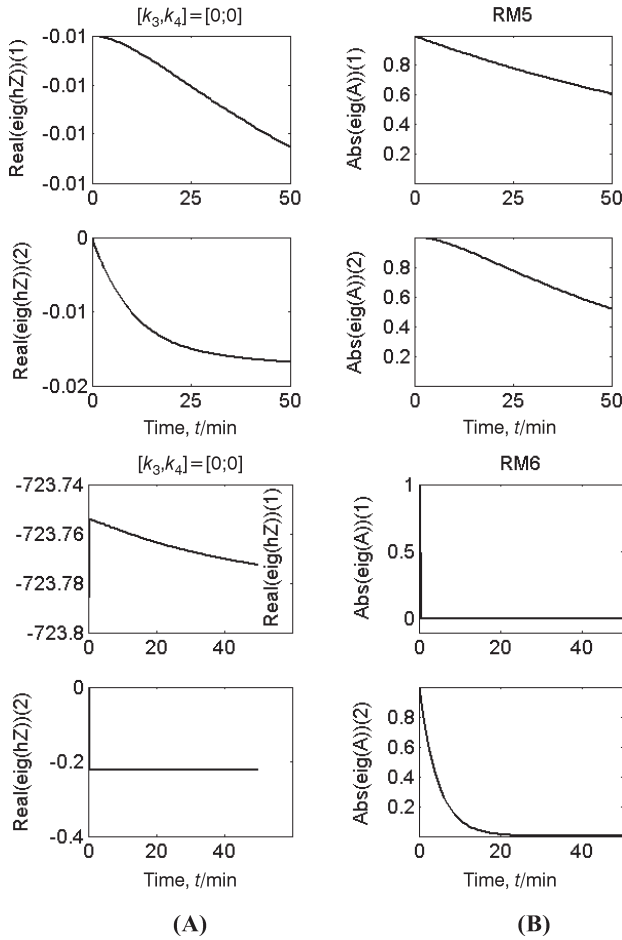 [k3,k4]=[0;0]
Real(eig(hZ))(1)
-0.01
-0.01
-0.01
-0.01
0 25 50
RM5
Abs(eig(A))(1)
0.8
0.6
0.4
0.2
0 25 50
Real(eig(hZ))(2)
0
-0.01
-0.02
0 25 50
Time, t/min
Abs(eig(A))(2)
0.8
0.6
0.4
0.2
0 25 50
Time, t/min
[k3,k4]=[0;0]
-723.74
-723.76
-723.78
-723.8
0 20 40
Real(eig(hZ))(1)
RM6
Abs(eig(A))(1)
1
0.5
0
0 20 40
Real(eig(hZ))(2)
0
-0.2
-0.4
0 20 40
Time, t/min
Abs(eig(A))(2)
0.8
0.6
0.4
0.2
0 20 40
Time, t/min
(A) (B)